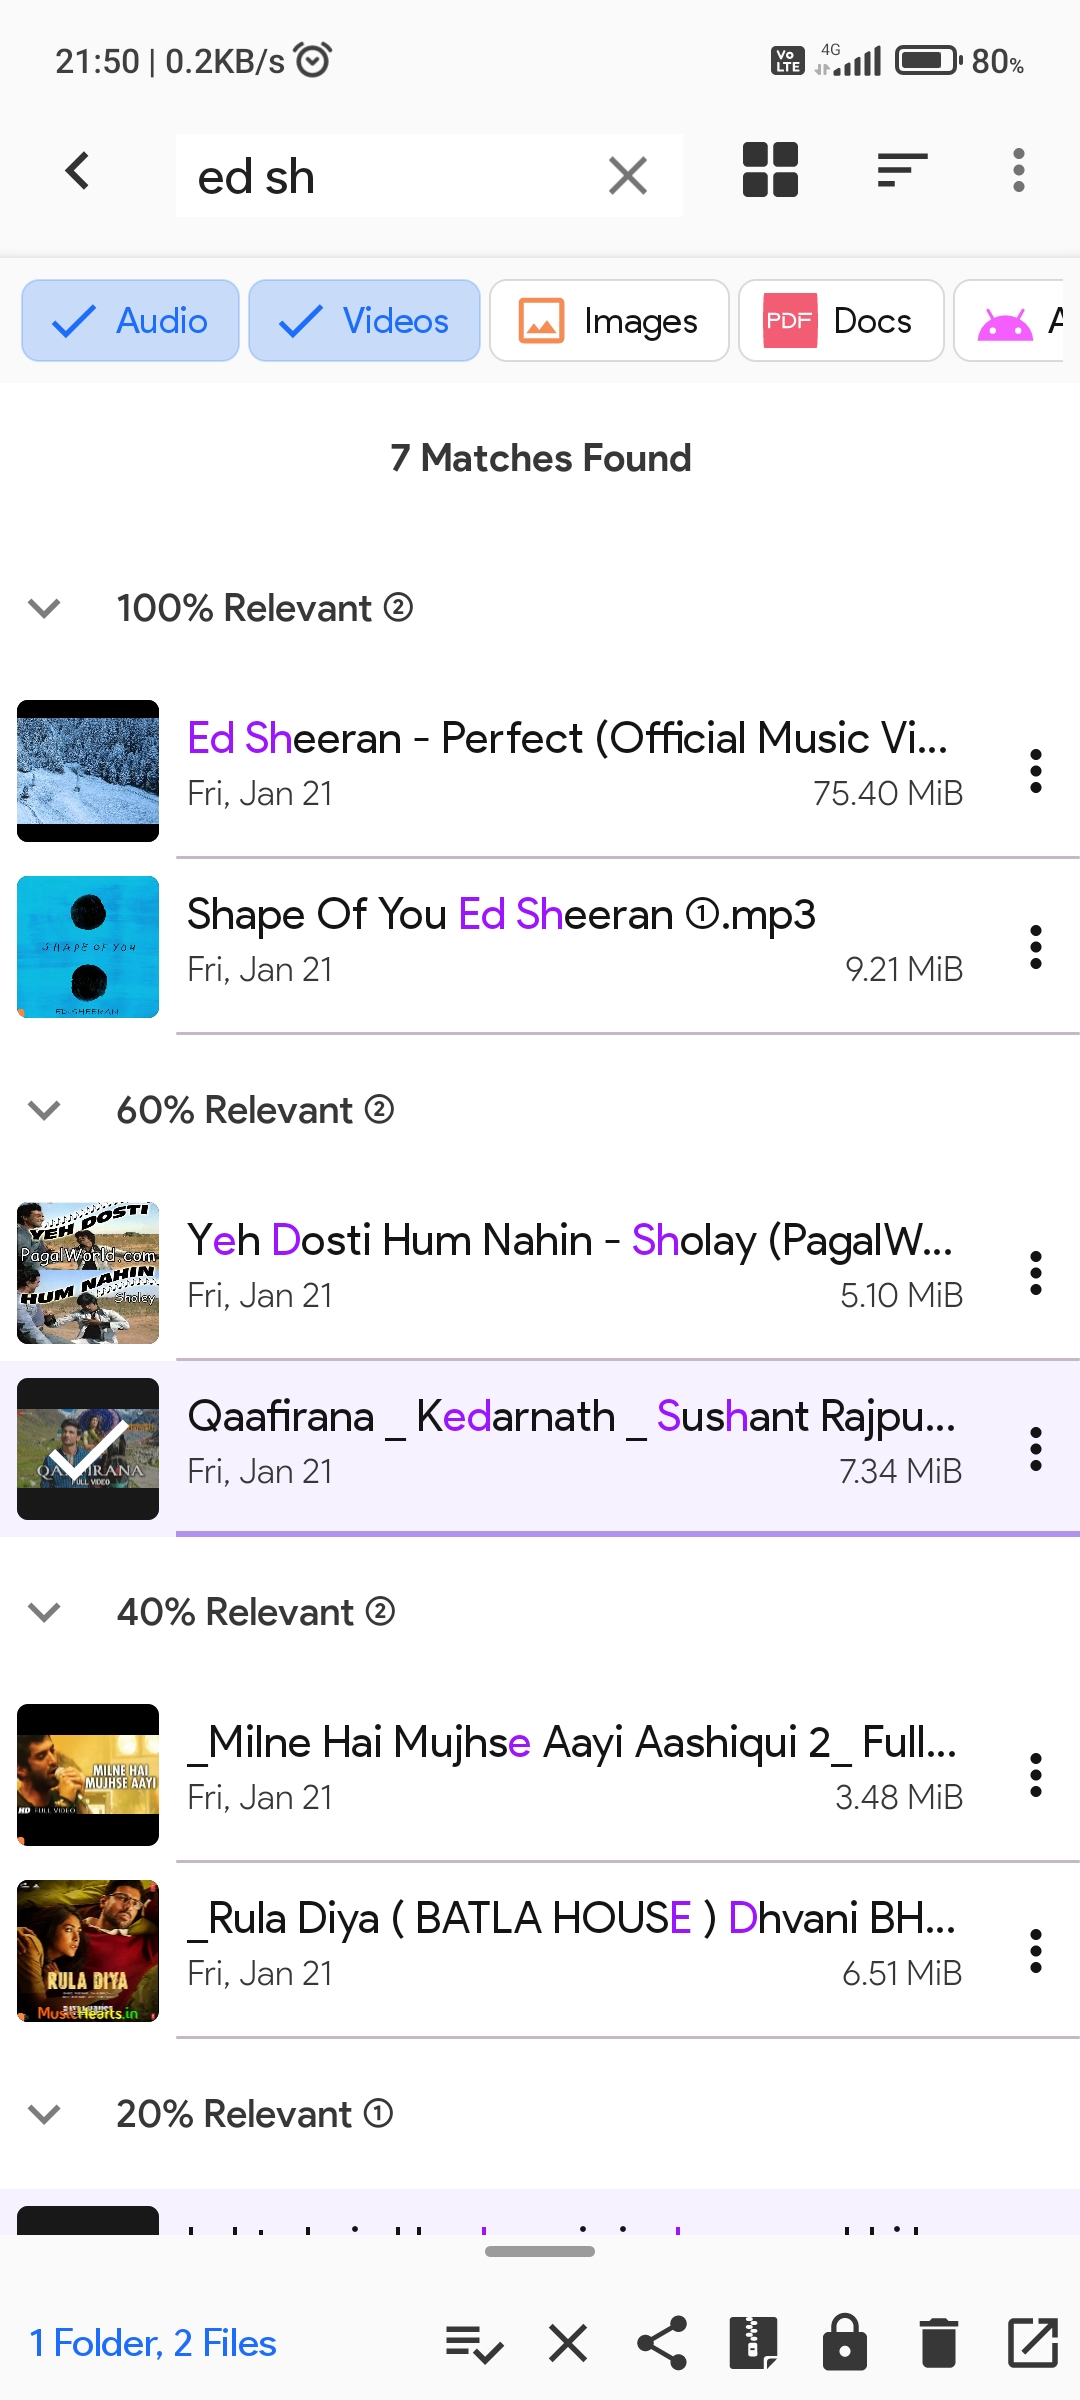 21:50 | 0.2KB/s
Vo LTE 4G 80%
ed sh
Audio Videos Images PDF Docs
7 Matches Found
100% Relevant ②
Ed Sheeran - Perfect (Official Music Vi...
Fri, Jan 21 75.40 MiB
SHAPE OF YOU
ED SHEERAN
Shape Of You Ed Sheeran ①.mp3
Fri, Jan 21 9.21 MiB
60% Relevant ②
YEH DOSTI
PagalWorld.com
HUM NAHIN
Sholey
Yeh Dosti Hum Nahin - Sholay (PagalW...
Fri, Jan 21 5.10 MiB
QAAFIRANA
FULL VIDEO
Qaafirana _ Kedarnath _ Sushant Rajpu...
Fri, Jan 21 7.34 MiB
40% Relevant ②
MILNE HAI
MUJHSE AAYI
HD FULL VIDEO
_Milne Hai Mujhse Aayi Aashiqui 2_ Full...
Fri, Jan 21 3.48 MiB
RULA DIYA
BATLA HOUSE
MusicHearts.in
_Rula Diya ( BATLA HOUSE ) Dhvani BH...
Fri, Jan 21 6.51 MiB
20% Relevant ①
1 Folder, 2 Files